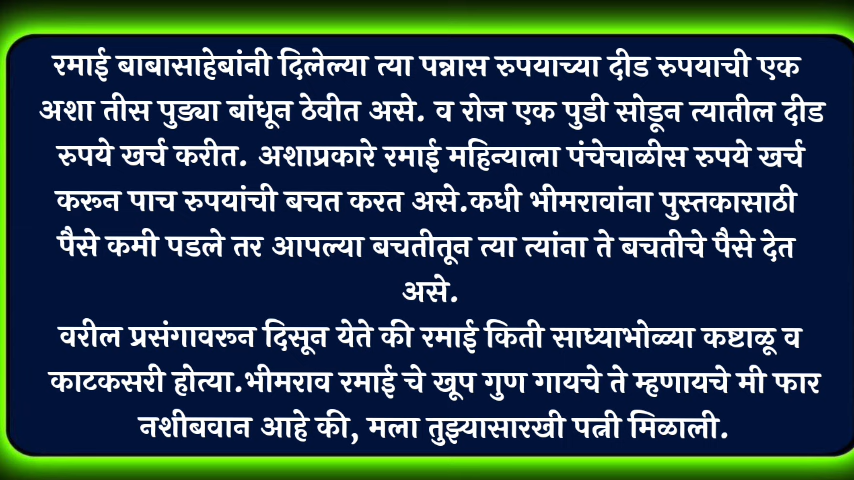 रमाई बाबासाहेबांनी दिलेल्या त्या पन्नास रुपयाच्या दीड रुपयाची एक
अशा तीस पुड्या बांधून ठेवीत असे. व रोज एक पुडी सोडून त्यातील दीड
रुपये खर्च करीत. अशाप्रकारे रमाई महिन्याला पंचेचाळीस रुपये खर्च
करून पाच रुपयांची बचत करत असे.कधी भीमरावांना पुस्तकासाठी
पैसे कमी पडले तर आपल्या बचतीतून त्या त्यांना ते बचतीचे पैसे देत
असे.
वरील प्रसंगावरून दिसून येते की रमाई किती साध्याभोळ्या कष्टाळू व
काटकसरी होत्या.भीमराव रमाई चे खूप गुण गायचे ते म्हणायचे मी फार
नशीबवान आहे की, मला तुझ्यासारखी पत्नी मिळाली.